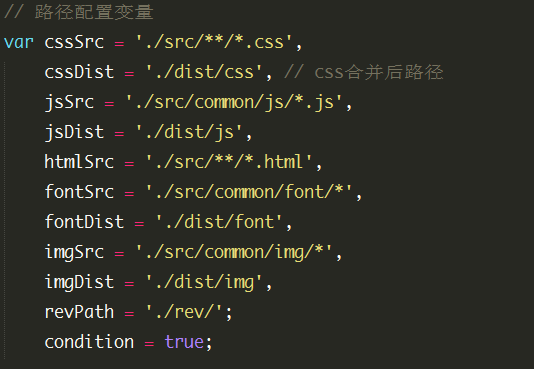 // 路径配置变量
var cssSrc = './src/**/*.css',
    cssDist = './dist/css', // css合并后路径
    jsSrc = './src/common/js/*.js',
    jsDist = './dist/js',
    htmlSrc = './src/**/*.html',
    fontSrc = './src/common/font/*',
    fontDist = './dist/font',
    imgSrc = './src/common/img/*',
    imgDist = './dist/img',
    revPath = './rev/';
    condition = true;